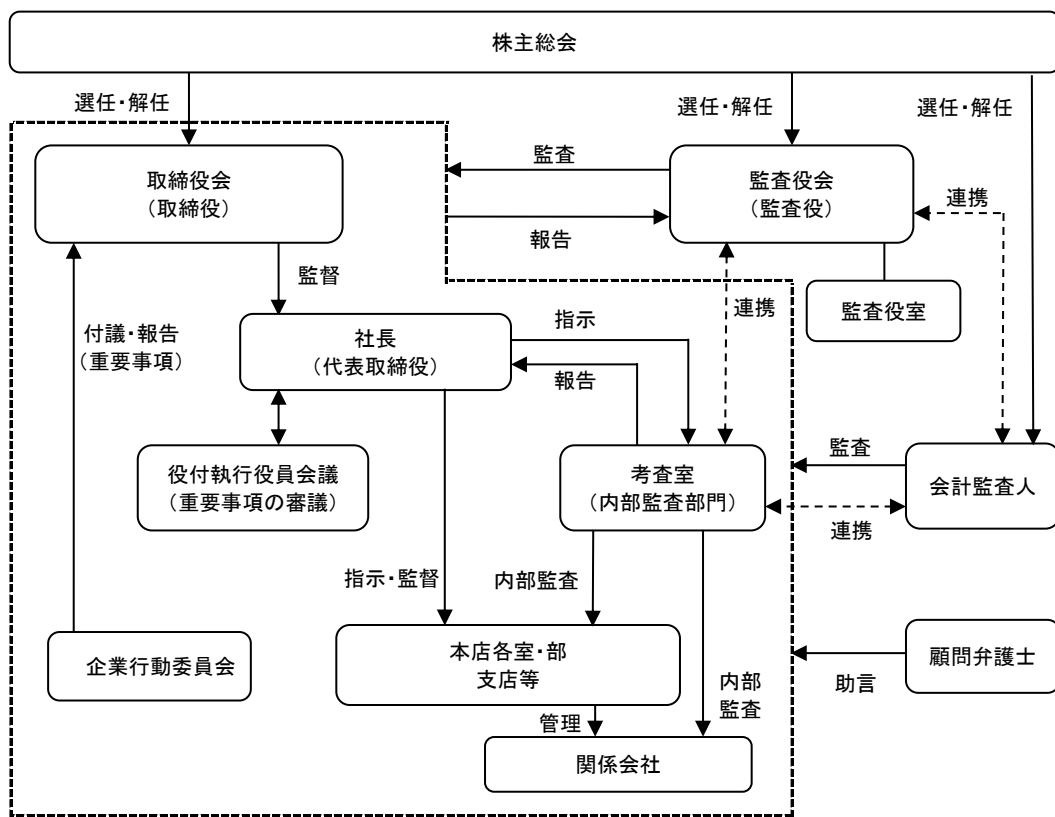 株主総会
選任・解任
選任・解任
選任・解任
取締役会
（取締役）
監査
報告
監査役会
（監査役）
連携
監査役室
監督
連携
付議・報告
（重要事項）
社長
（代表取締役）
指示
報告
役付執行役員会議
（重要事項の審議）
考査室
（内部監査部門）
監査
連携
会計監査人
指示・監督
内部監査
企業行動委員会
本店各室・部
支店等
内部
監査
助言
顧問弁護士
管理
関係会社